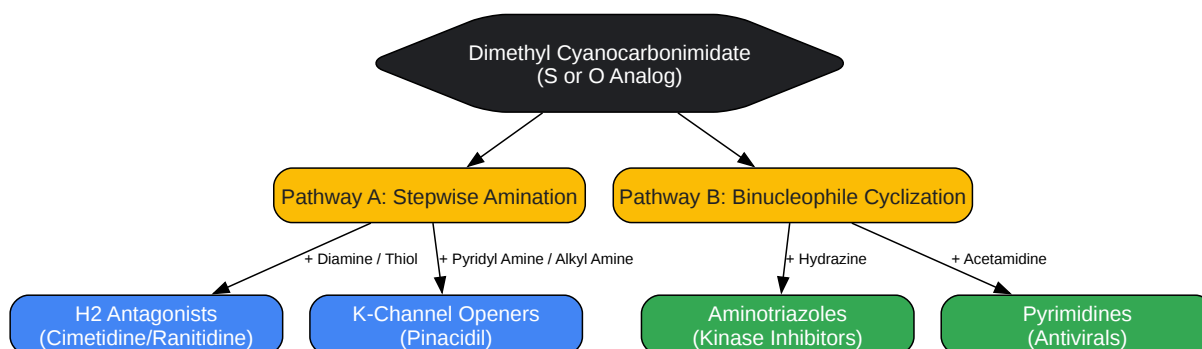 Dimethyl Cyanocarbonimidate
(S or O Analog)
Pathway A: Stepwise Amination
Pathway B: Binucleophile Cyclization
+ Diamine / Thiol
+ Pyridyl Amine / Alkyl Amine
+ Hydrazine
+ Acetamidine
H2 Antagonists
(Cimetidine/Ranitidine)
K-Channel Openers
(Pinacidil)
Aminotriazoles
(Kinase Inhibitors)
Pyrimidines
(Antivirals)